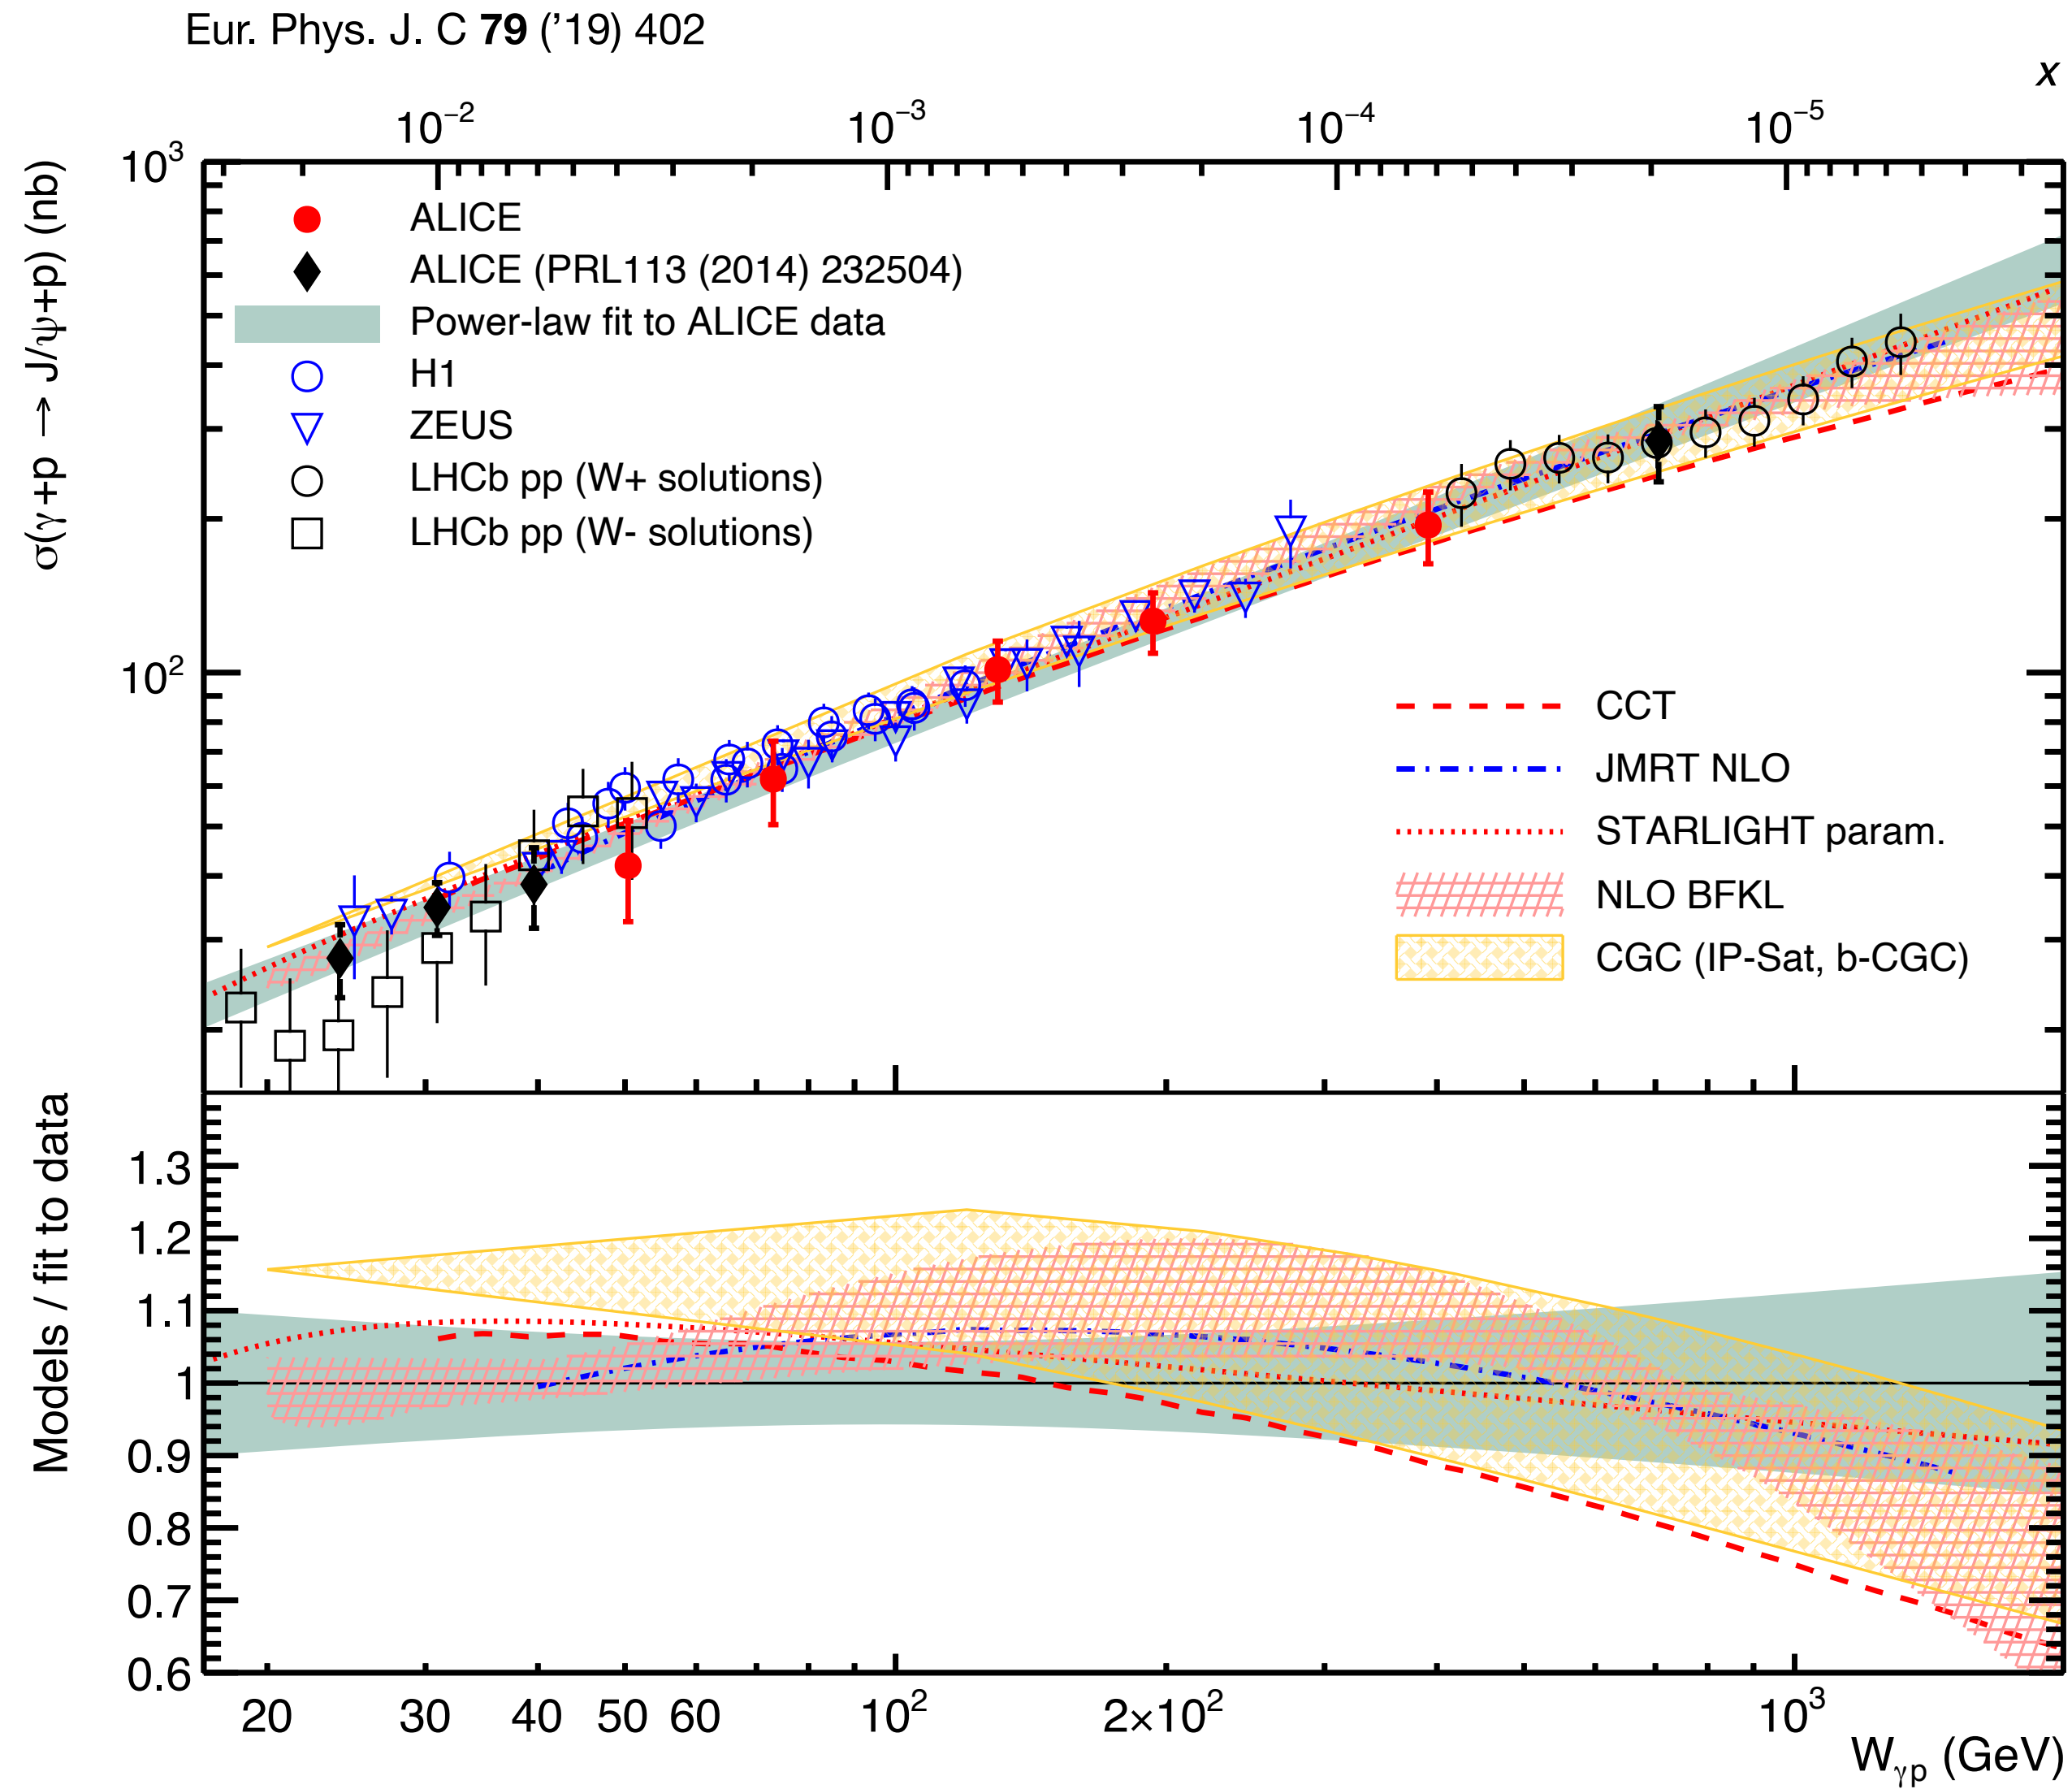 Eur. Phys. J. C 79 ('19) 402
x
10⁻² 10⁻³ 10⁻⁴ 10⁻⁵
σ(γ+p → J/ψ+p) (nb)
10³
10²
ALICE
ALICE (PRL113 (2014) 232504)
Power-law fit to ALICE data
H1
ZEUS
LHCb pp (W+ solutions)
LHCb pp (W- solutions)
CCT
JMRT NLO
STARLIGHT param.
NLO BFKL
CGC (IP-Sat, b-CGC)
Models / fit to data
1.3
1.2
1.1
1
0.9
0.8
0.7
0.6
20 30 40 50 60 10² 2×10² 10³
W_γp (GeV)